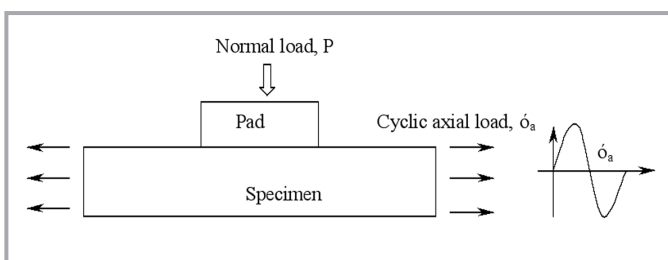 Normal load, P
Pad
Cyclic axial load, óₐ
óₐ
Specimen